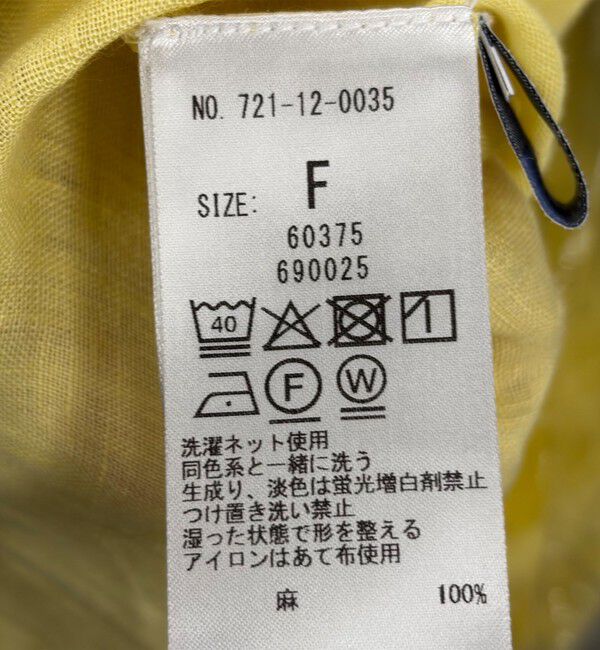 NO. 721-12-0035
SIZE: F
60375
690025
40
F W
洗濯ネット使用
同色系と一緒に洗う
生成り、淡色は蛍光増白剤禁止
つけ置き洗い禁止
湿った状態で形を整える
アイロンはあて布使用
麻 100%